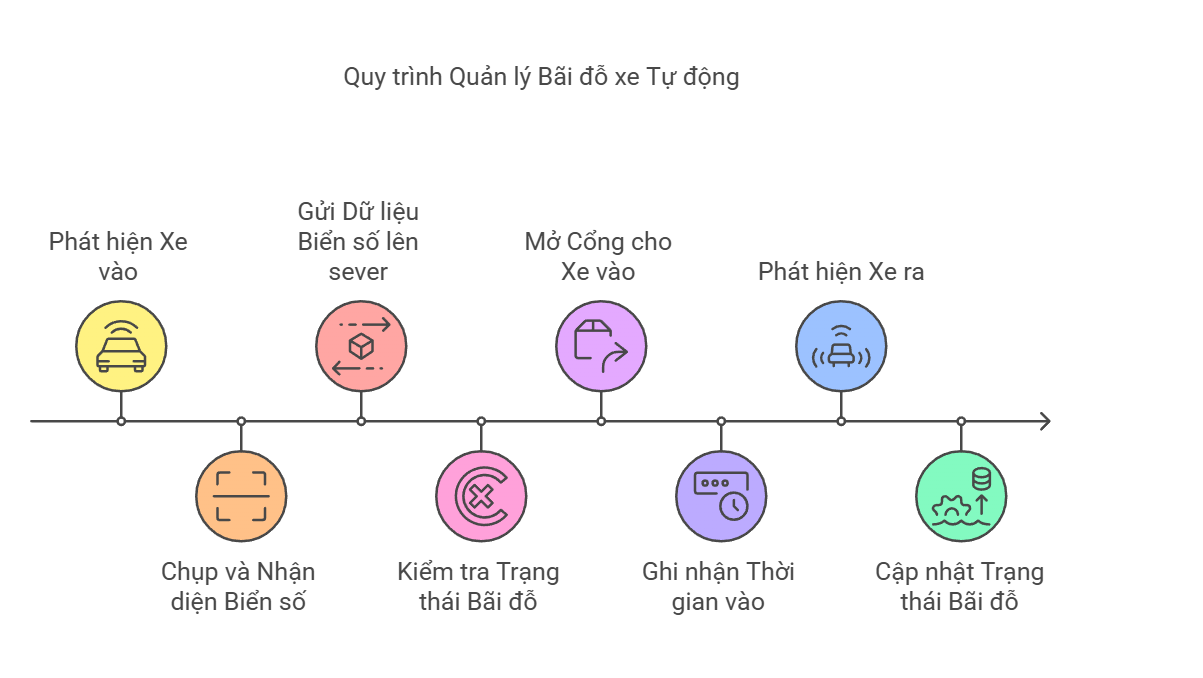 Quy trình Quản lý Bãi đỗ xe Tự động
Phát hiện Xe
vào
Chụp và Nhận
diện Biển số
Gửi Dữ liệu
Biển số lên
sever
Kiểm tra Trạng
thái Bãi đỗ
Mở Cổng cho
Xe vào
Ghi nhận Thời
gian vào
Phát hiện Xe ra
Cập nhật Trạng
thái Bãi đỗ